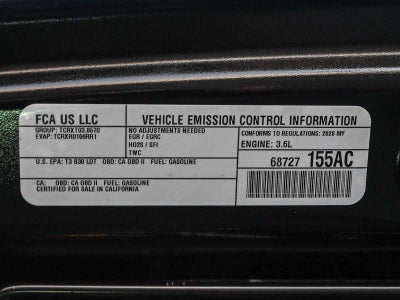 FCA US LLC
VEHICLE EMISSION CONTROL INFORMATION
GROUP: TCRXT03.6570
EVAP: TCRXR0166RR1
NO ADJUSTMENTS NEEDED
EGR / EGRC
HO2S / SFI
TWC
CONFORMS TO REGULATIONS: 2026 MY
ENGINE: 3.6L
68727 155AC
U.S. EPA: T3 B30 LDT OBD: CA OBD II FUEL: GASOLINE
CA: OBD: CA OBD II FUEL: GASOLINE
CERTIFIED FOR SALE IN CALIFORNIA